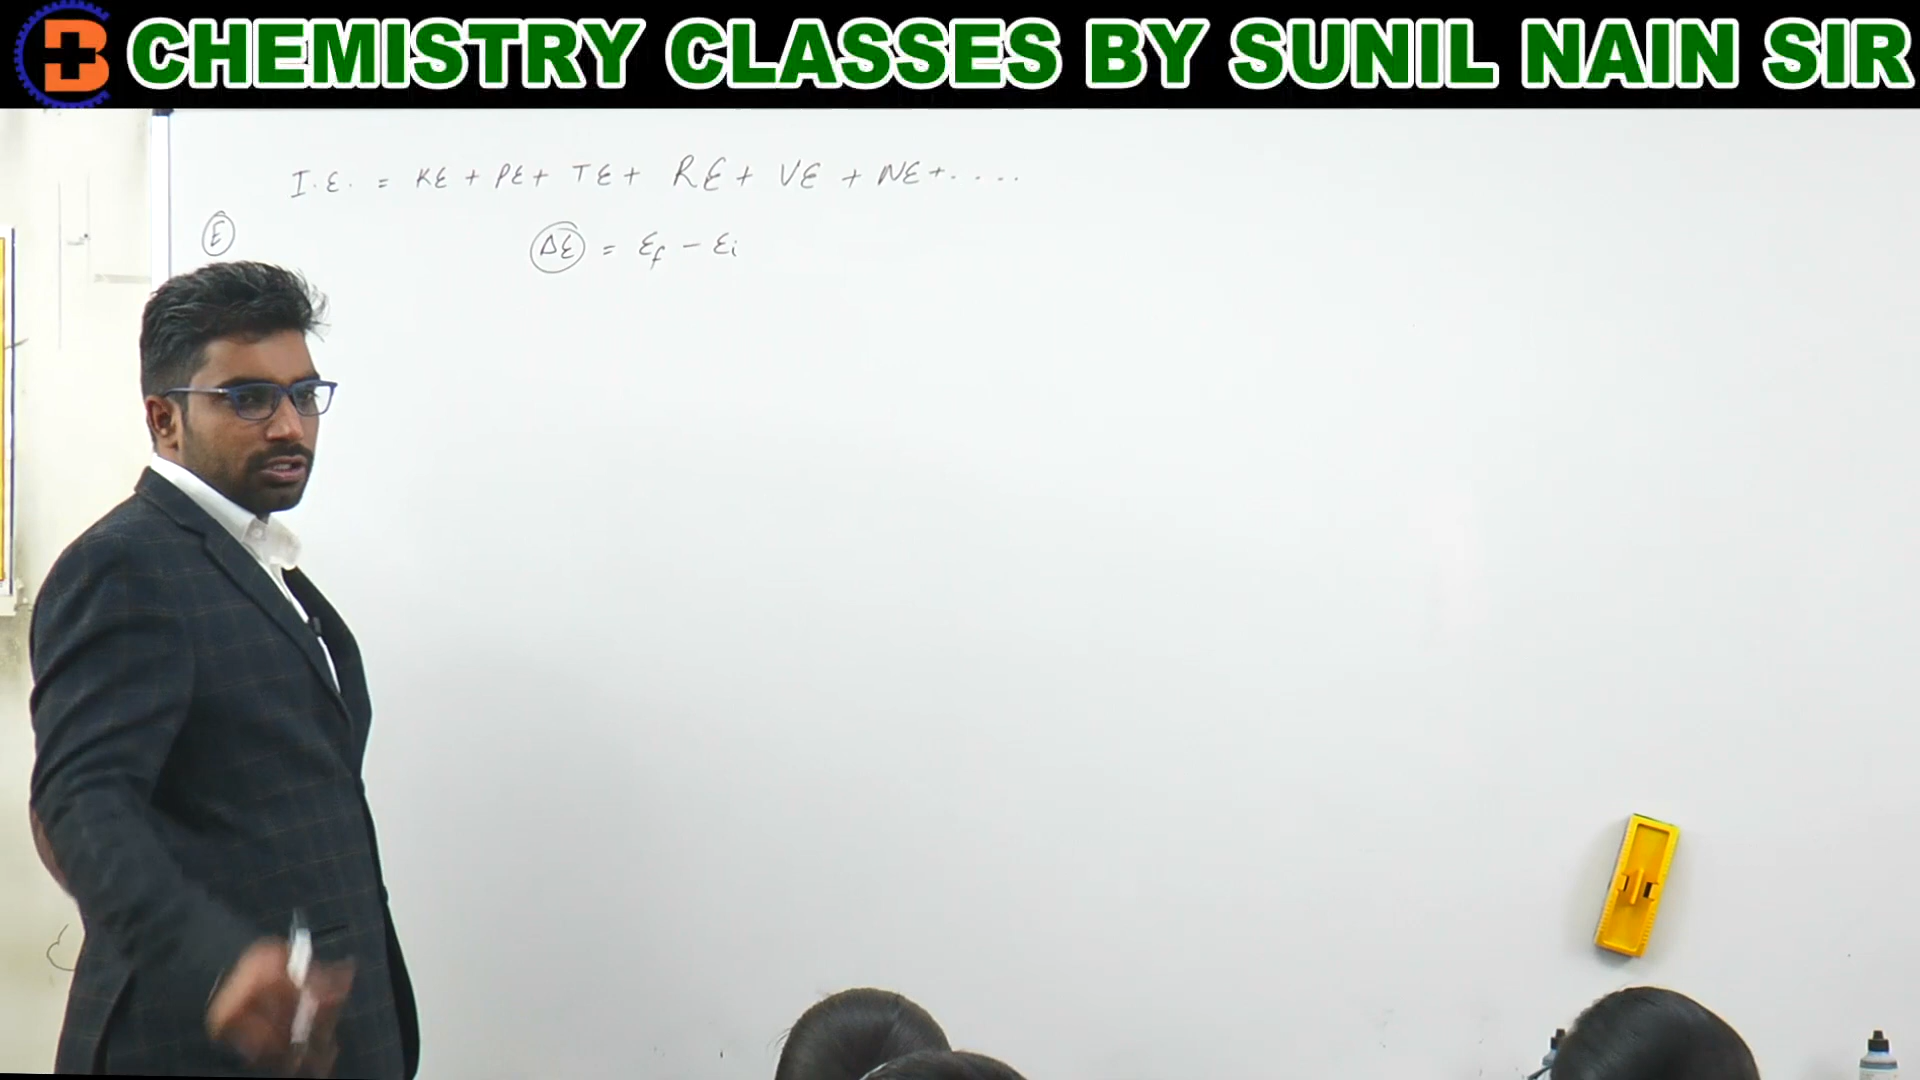 CHEMISTRY CLASSES BY SUNIL NAIN SIR
I.E. = KE + PE + TE + RE + VE + NE + .....
E
ΔE = Ef - Ei